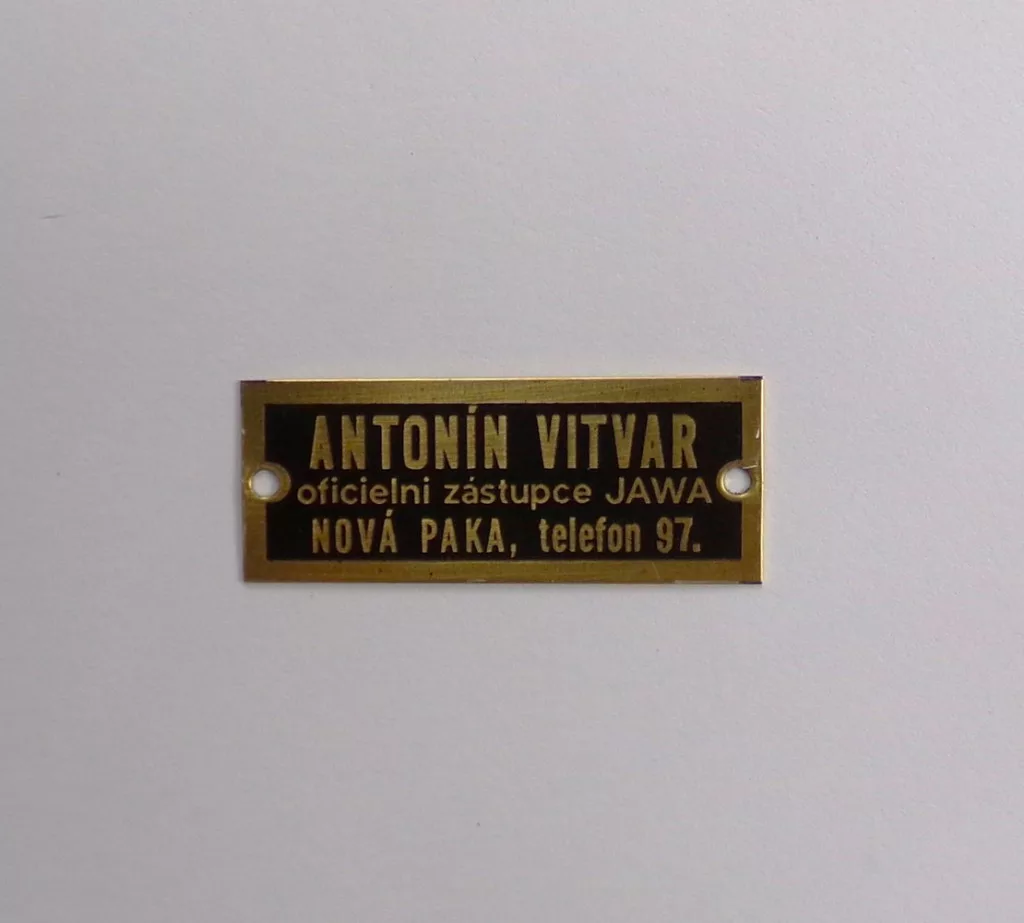 ANTONÍN VITVAR
oficielni zástupce JAWA
NOVÁ PAKA, telefon 97.